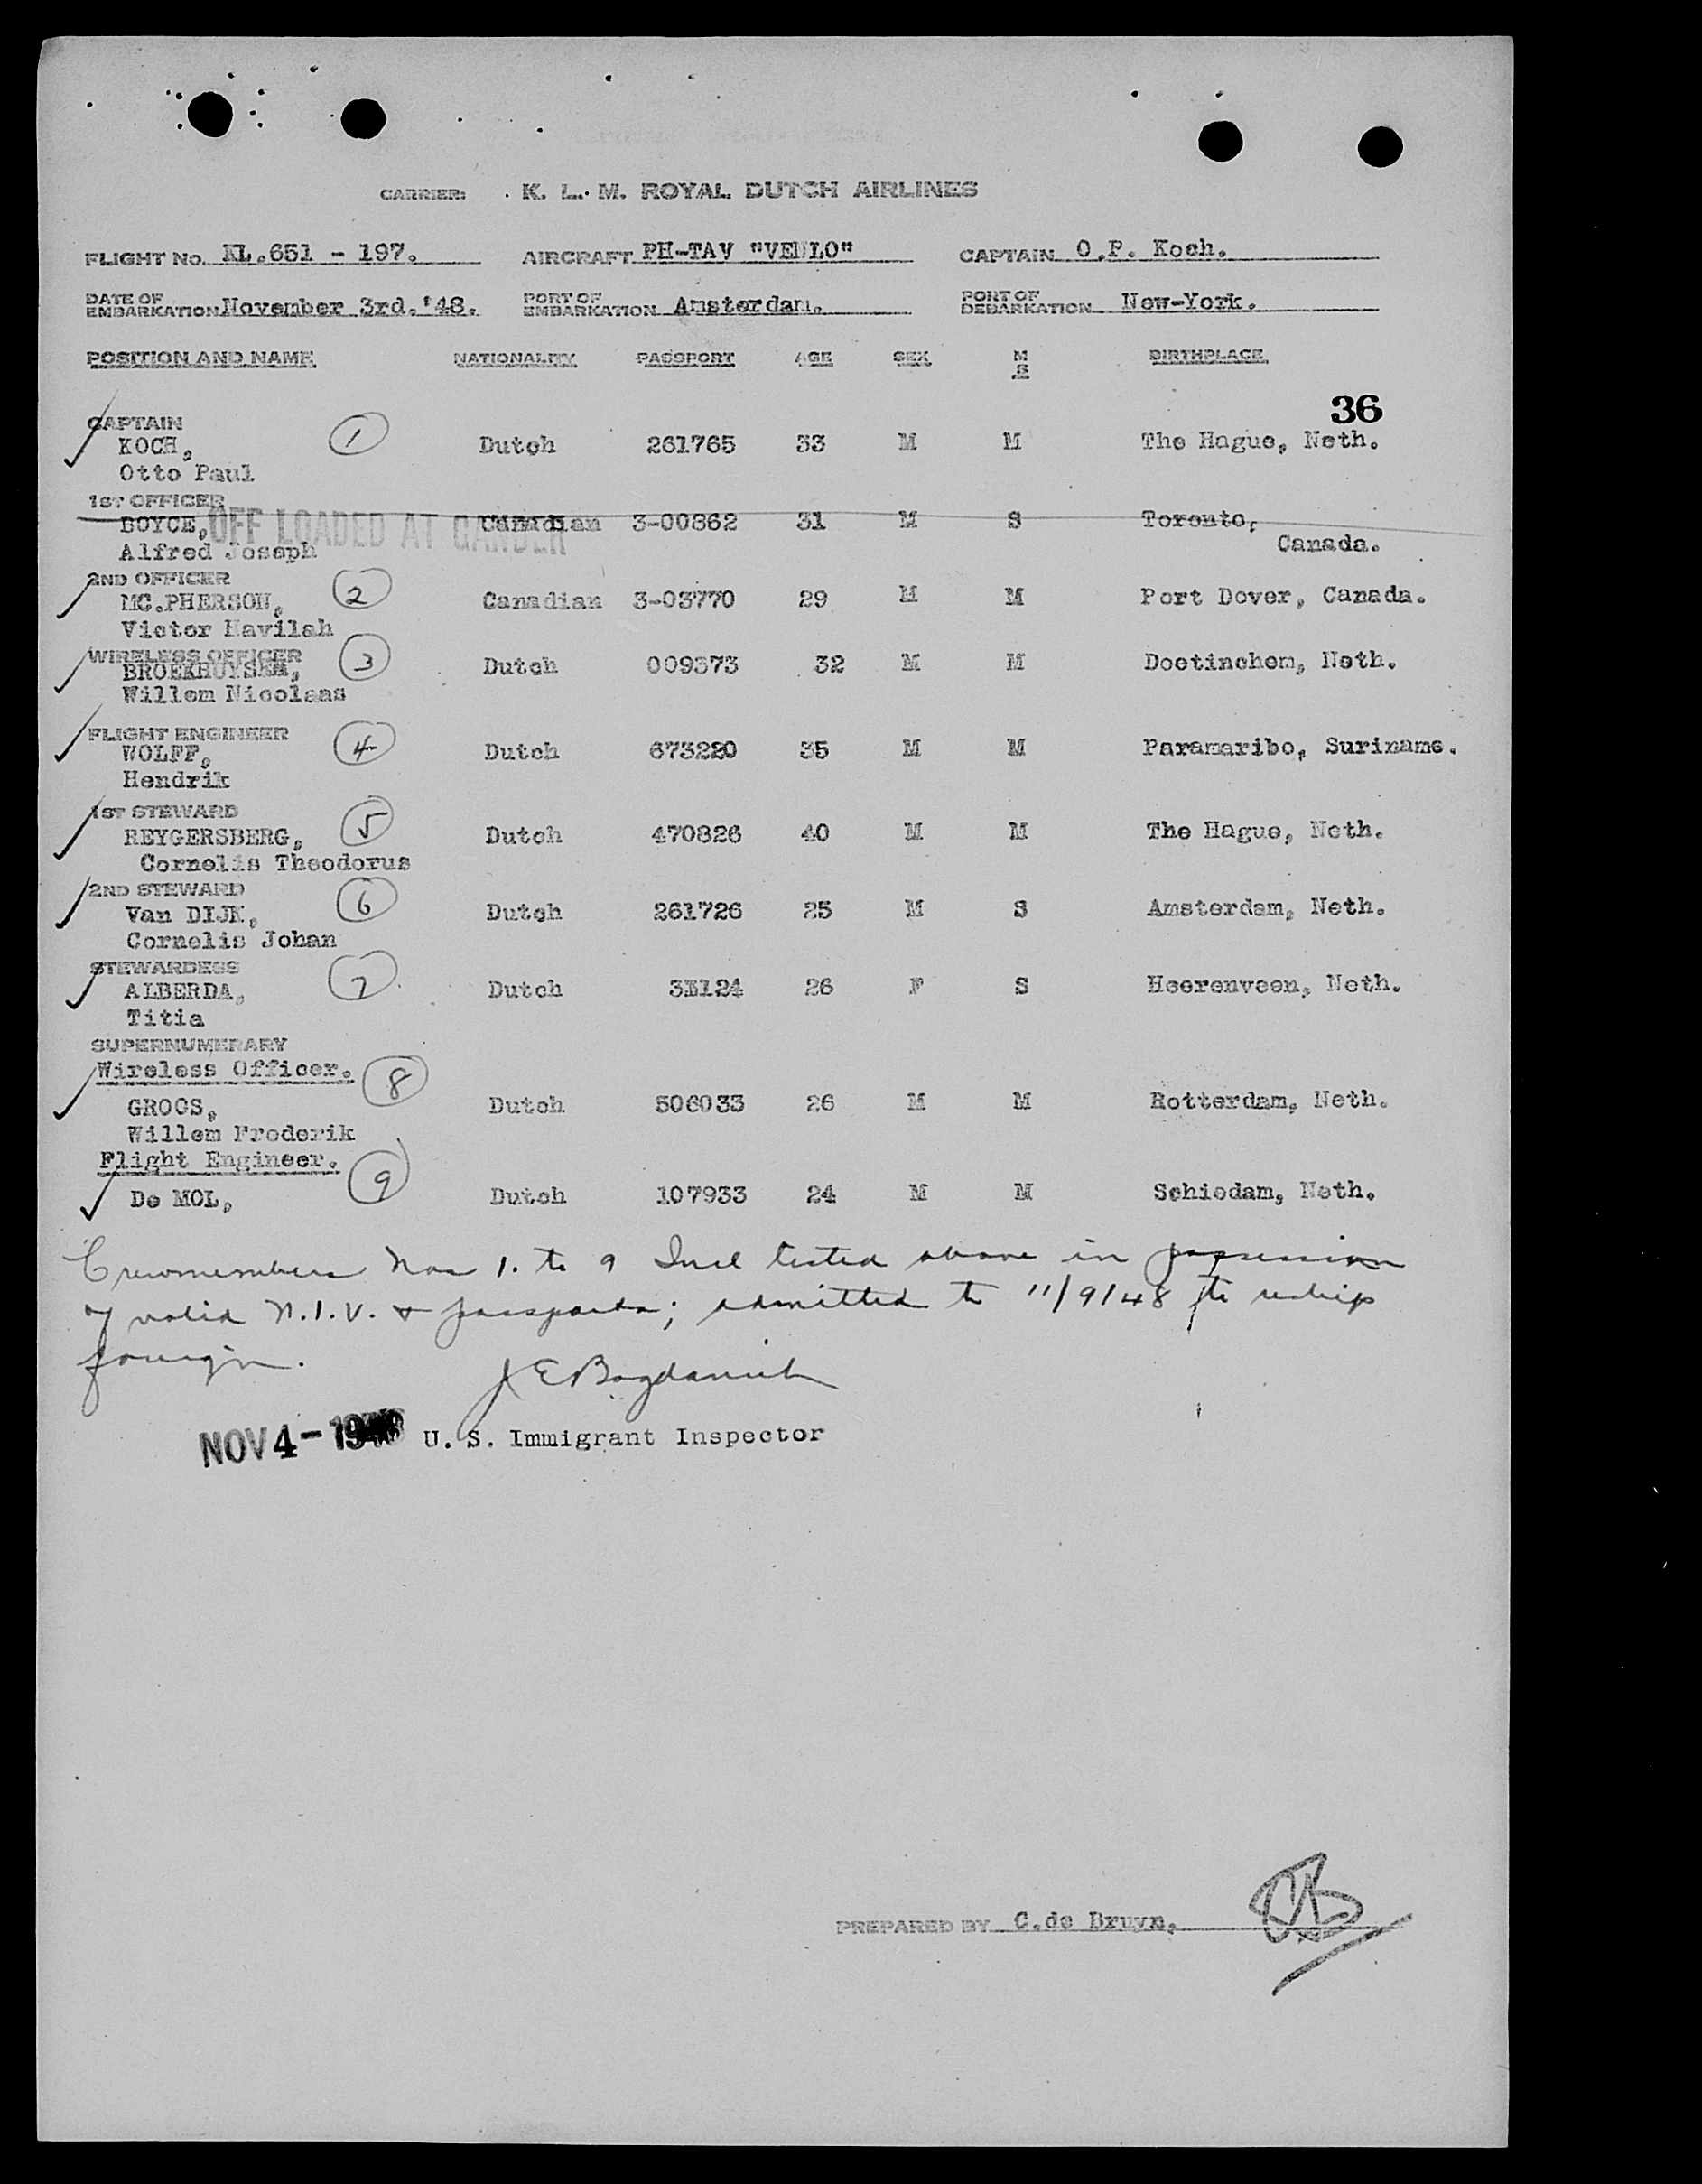 CARRIER: K. L. M. ROYAL DUTCH AIRLINES
FLIGHT No. KL.651 - 197. AIRCRAFT PH-TAV "VENLO" CAPTAIN O.P. Koch.
DATE OF EMBARKATION November 3rd.'48. PORT OF EMBARKATION Amsterdam. PORT OF DEBARKATION New-York.
POSITION AND NAME NATIONALITY PASSPORT AGE SEX M S BIRTHPLACE
36
CAPTAIN
KOCH, 1 Dutch 261765 33 M M The Hague, Neth.
Otto Paul
1ST OFFICER
BOYCE, OFF LOADED AT GANDER Canadian 3-00862 31 M S Toronto,
Alfred Joseph Canada.
2ND OFFICER
MC.PHERSON, 2 Canadian 3-03770 29 M M Port Dover, Canada.
Victor Havilah
WIRELESS OFFICER
BROEKHUYSEN, 3 Dutch 009373 32 M M Doetinchem, Neth.
Willem Nicolaas
FLIGHT ENGINEER
WOLFF, 4 Dutch 673220 35 M M Paramaribo, Suriname.
Hendrik
1ST STEWARD
REYGERSBERG, 5 Dutch 470826 40 M M The Hague, Neth.
Cornelis Theodorus
2ND STEWARD
Van DIJK, 6 Dutch 261726 25 M S Amsterdam, Neth.
Cornelis Johan
STEWARDESS
ALBERDA, 7 Dutch 26 F S Heerenveen, Neth.
Titia
SUPERNUMERARY
Wireless Officer. 8
GROOS, Dutch 506033 26 M M Rotterdam, Neth.
Willem Frederik
Flight Engineer. 9
De MOL, Dutch 107933 24 M M Schiedam, Neth.
Crewmembers Nos 1. to 9 Incl listed above in possession
of valid N.I.V. & passports; admitted to 11/9/48 to reship
foreign.
J E Bogdanich
NOV 4 - U. S. Immigrant Inspector
PREPARED BY C.de Bruyn.